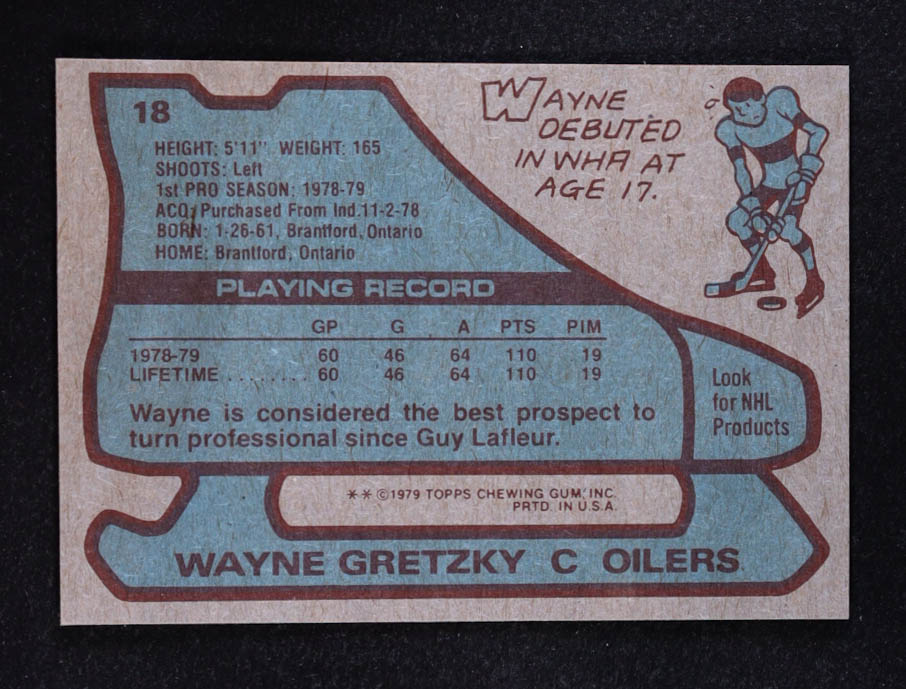 18
HEIGHT: 5'11". WEIGHT: 165
SHOOTS: Left
1st PRO SEASON: 1978-79
ACQ: Purchased From Ind.11-2-78
BORN: 1-26-61, Brantford, Ontario
HOME: Brantford, Ontario
WAYNE
DEBUTED
IN WHA AT
AGE 17.
PLAYING RECORD
GP G A PTS PIM
1978-79 60 46 64 110 19
LIFETIME ........ 60 46 64 110 19
Wayne is considered the best prospect to
turn professional since Guy Lafleur.
Look
for NHL
Products
** ©1979 TOPPS CHEWING GUM, INC.
PRTD. IN U.S.A.
WAYNE GRETZKY C OILERS